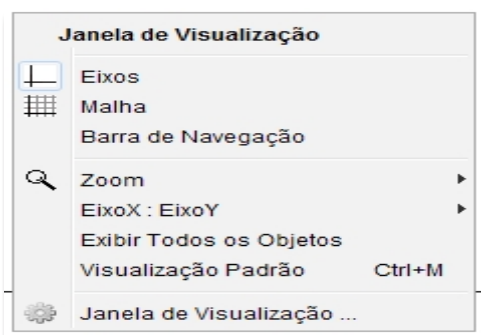 Janela de Visualização
Eixos
Malha
Barra de Navegação
Zoom
EixoX : EixoY
Exibir Todos os Objetos
Visualização Padrão Ctrl+M
Janela de Visualização ...